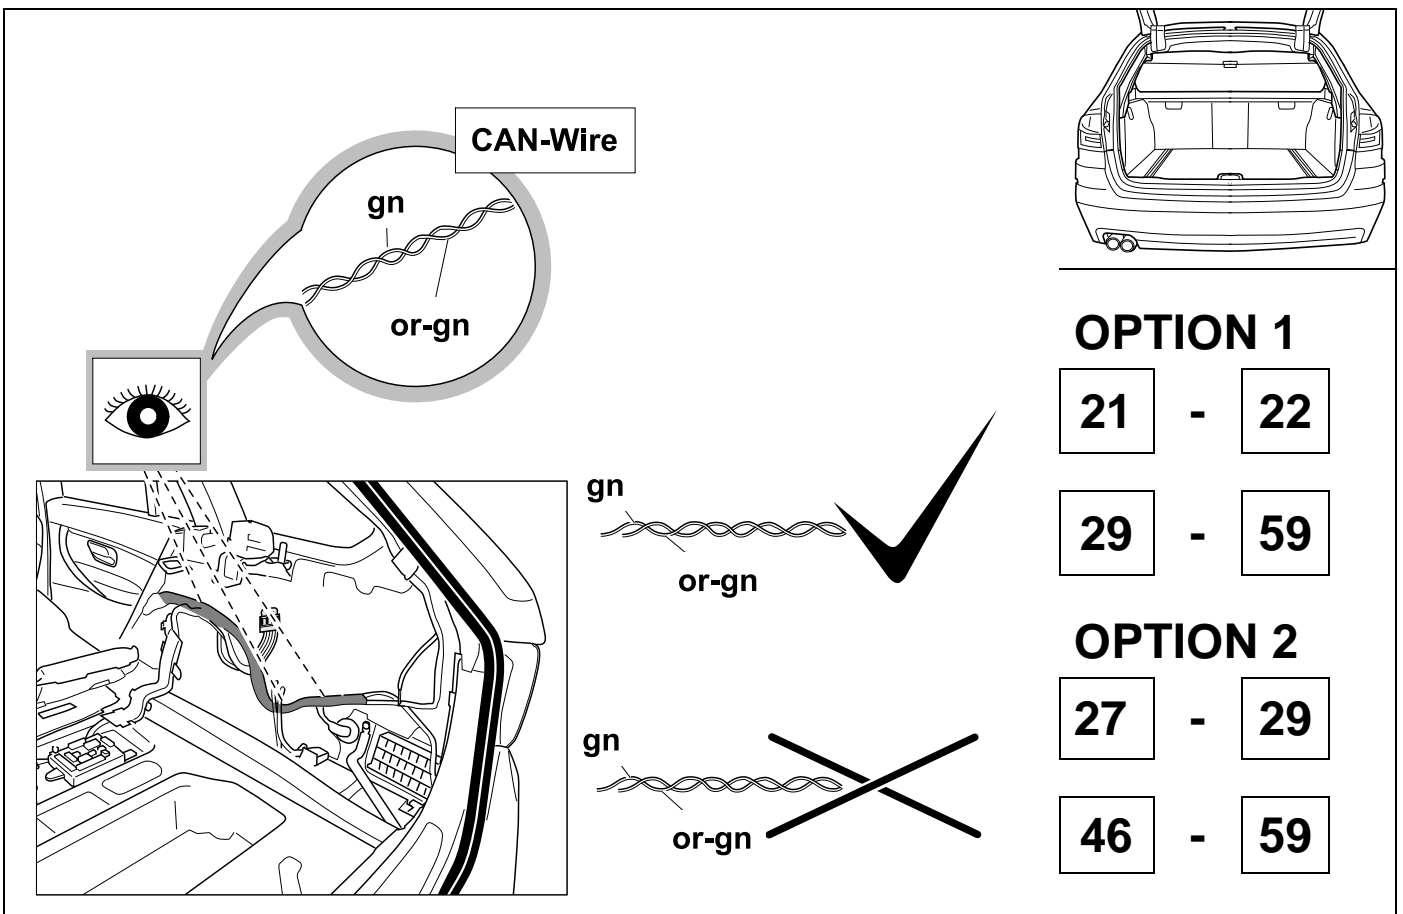 CAN-Wire
gn
or-gn
gn
or-gn
gn
or-gn
OPTION 1
21 - 22
29 - 59
OPTION 2
27 - 29
46 - 59